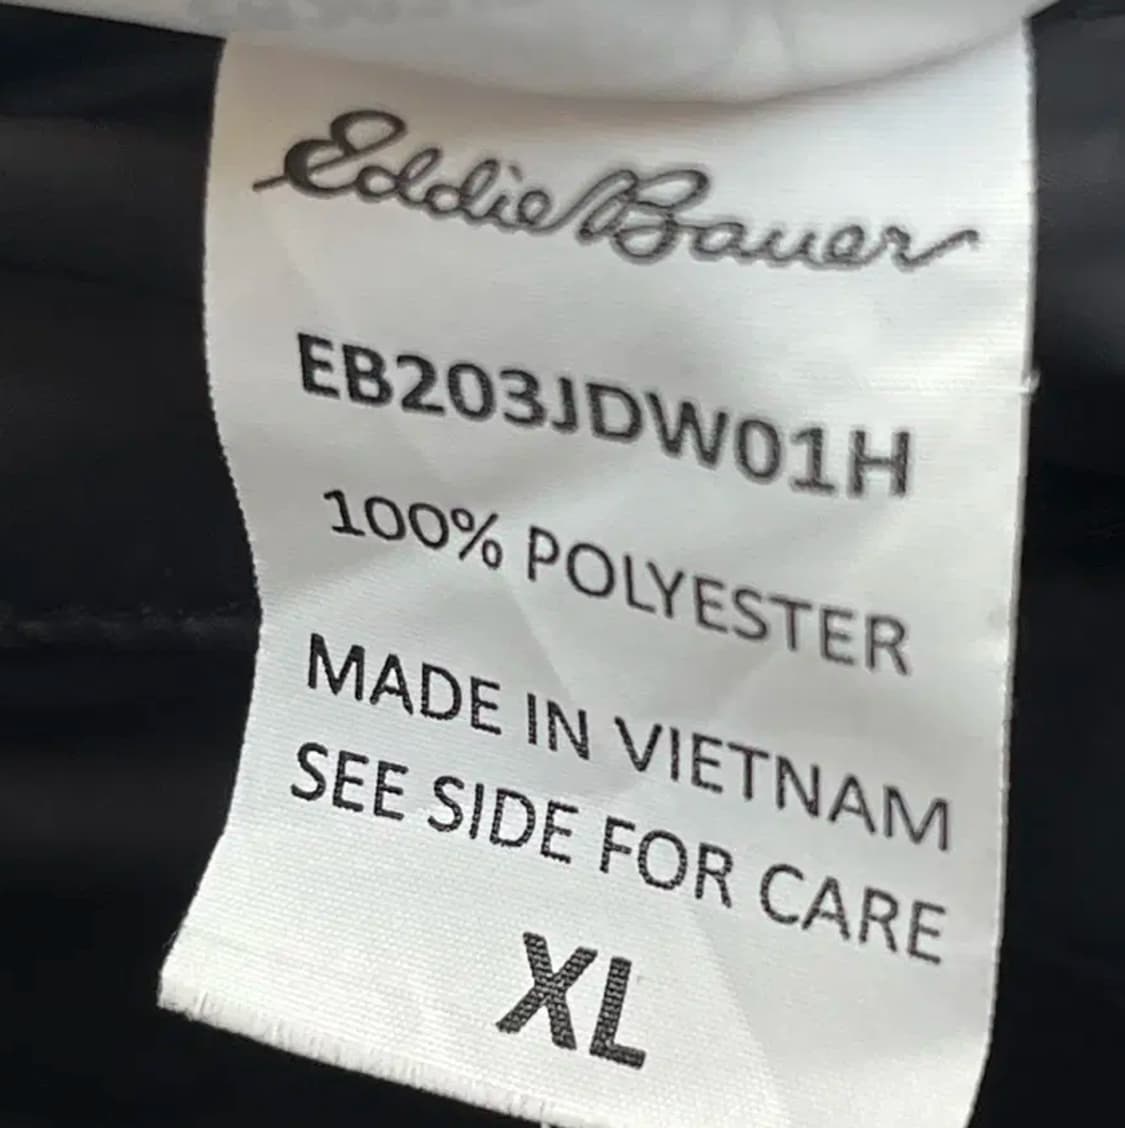 Eddie Bauer
EB203JDW01H
100% POLYESTER
MADE IN VIETNAM
SEE SIDE FOR CARE
XL